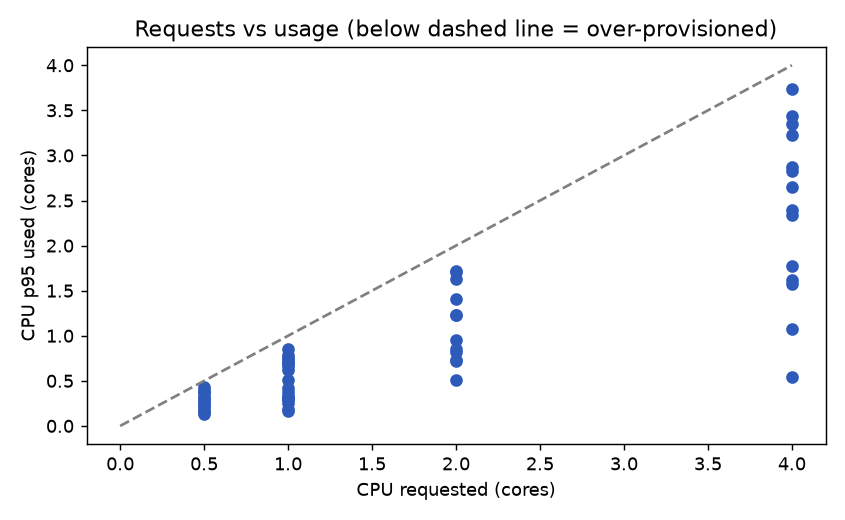 Requests vs usage (below dashed line = over-provisioned)
4.0
3.5
3.0
2.5
2.0
1.5
1.0
0.5
0.0
CPU p95 used (cores)
0.0 0.5 1.0 1.5 2.0 2.5 3.0 3.5 4.0
CPU requested (cores)